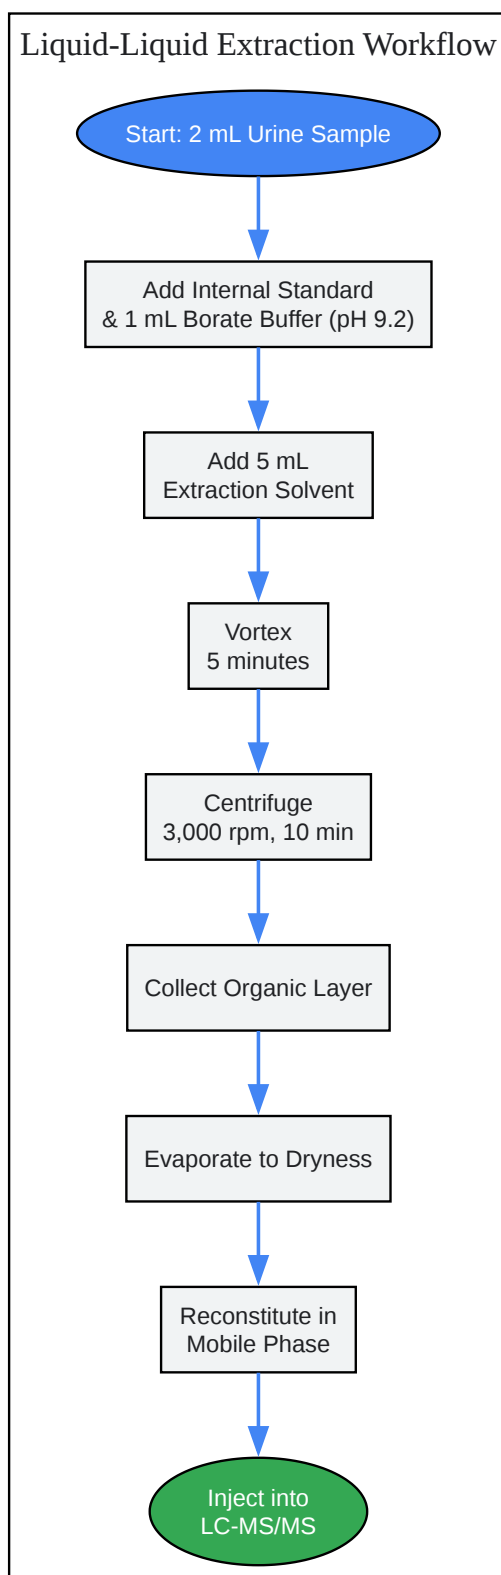 Liquid-Liquid Extraction Workflow
Start: 2 mL Urine Sample
Add Internal Standard
& 1 mL Borate Buffer (pH 9.2)
Add 5 mL
Extraction Solvent
Vortex
5 minutes
Centrifuge
3,000 rpm, 10 min
Collect Organic Layer
Evaporate to Dryness
Reconstitute in
Mobile Phase
Inject into
LC-MS/MS